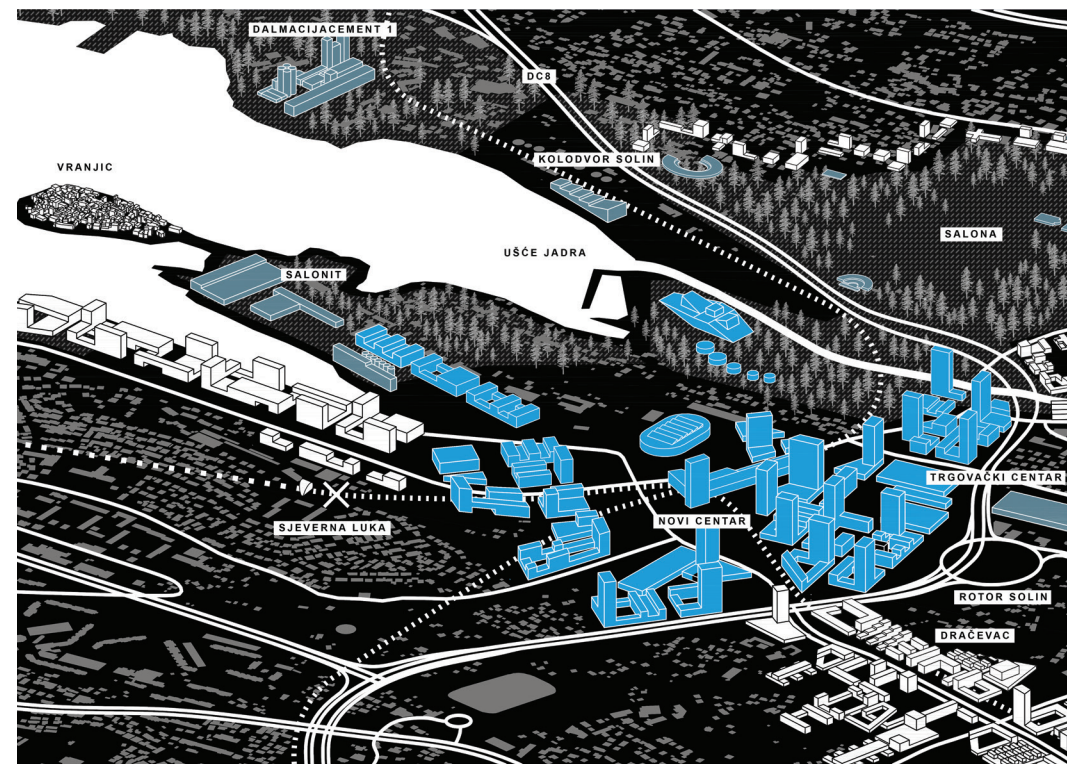 DALMACIJACEMENT 1
DC8
KOLODVOR SOLIN
VRANJIC
SALONA
UŠĆE JADRA
SALONIT
TRGOVAČKI CENTAR
NOVI CENTAR
SJEVERNA LUKA
ROTOR SOLIN
DRAČEVAC